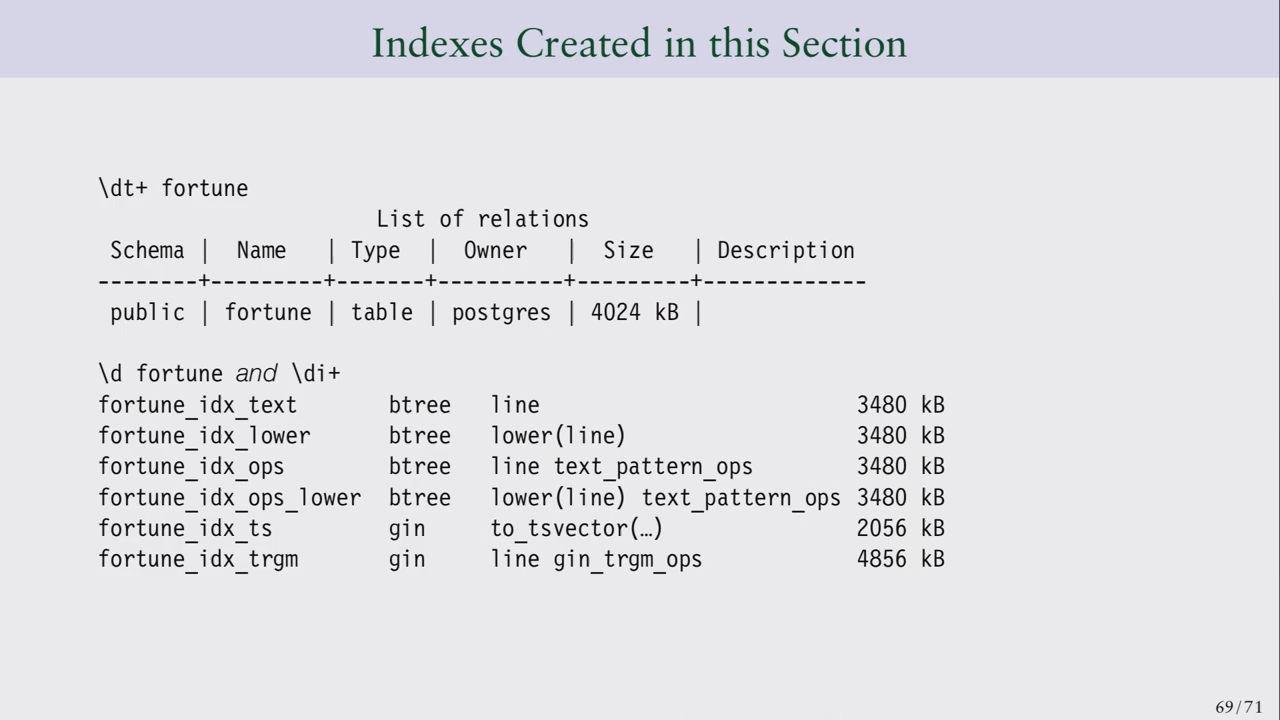 Indexes Created in this Section
\dt+ fortune
List of relations
Schema | Name | Type | Owner | Size | Description
--------+---------+-------+----------+---------+-------------
public | fortune | table | postgres | 4024 kB |
\d fortune and \di+
fortune_idx_text btree line 3480 kB
fortune_idx_lower btree lower(line) 3480 kB
fortune_idx_ops btree line text_pattern_ops 3480 kB
fortune_idx_ops_lower btree lower(line) text_pattern_ops 3480 kB
fortune_idx_ts gin to_tsvector(…) 2056 kB
fortune_idx_trgm gin line gin_trgm_ops 4856 kB
69/71